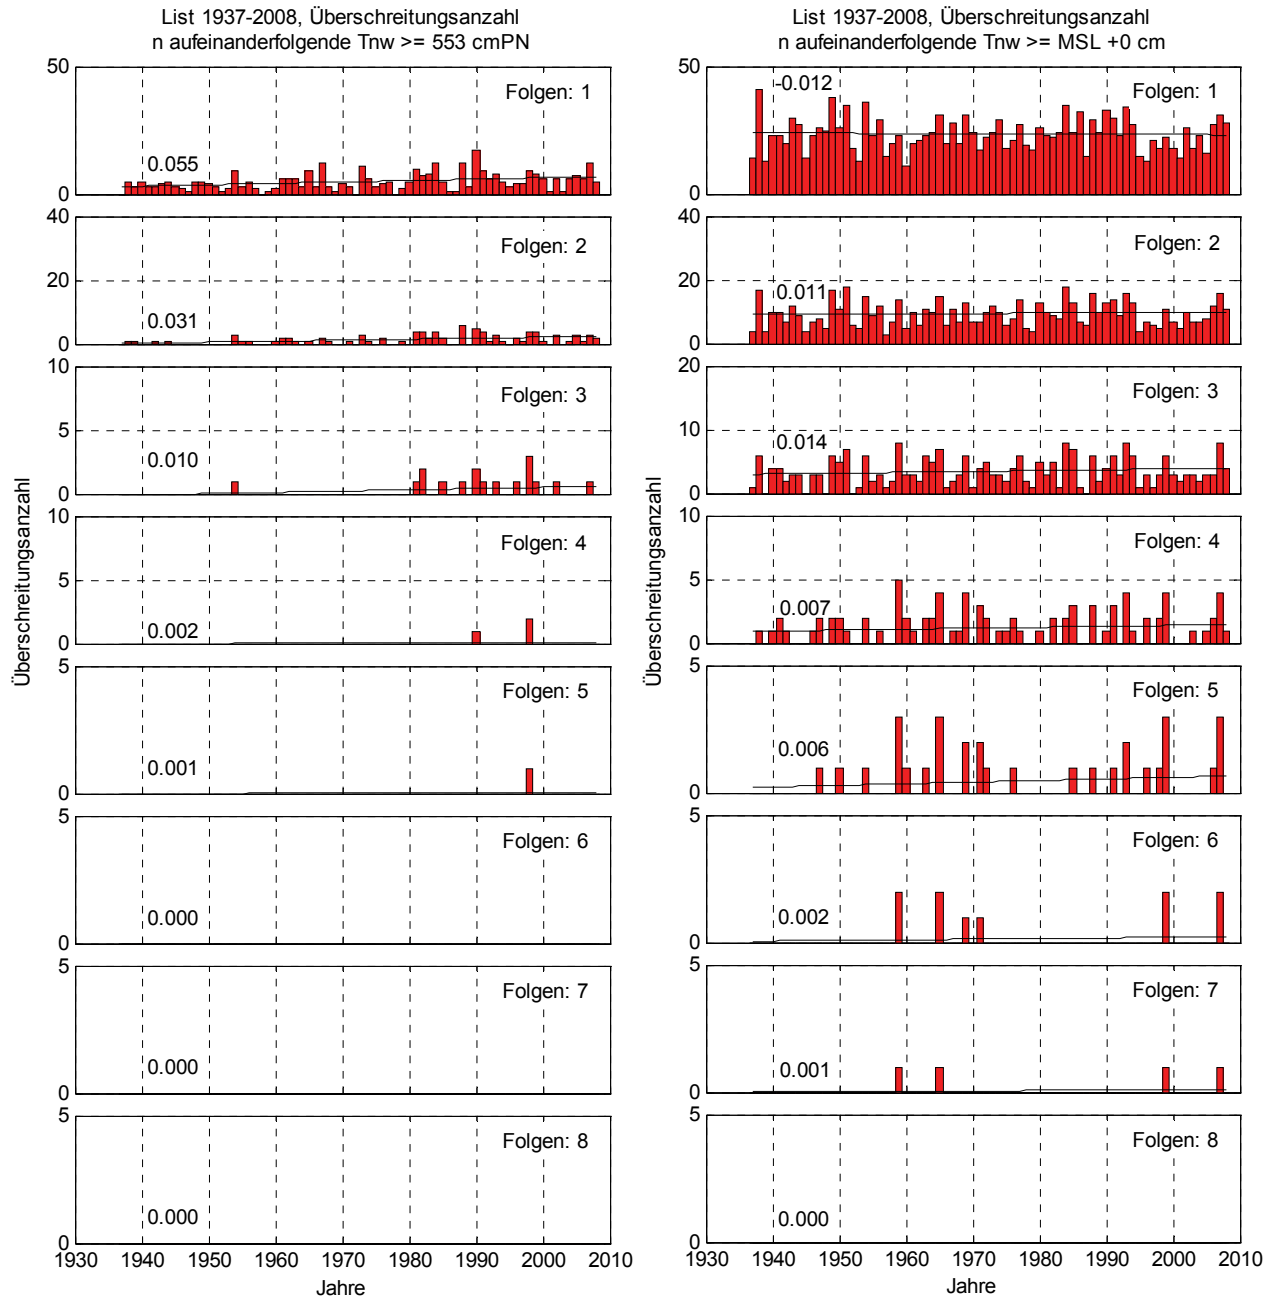 List 1937-2008, Überschreitungsanzahl
n aufeinanderfolgende Tnw >= 553 cmPN
50
0
Folgen: 1
0.055
40
20
0
Folgen: 2
0.031
10
5
0
Folgen: 3
0.010
10
5
0
Folgen: 4
0.002
Überschreitungsanzahl
5
0
Folgen: 5
0.001
5
0
Folgen: 6
0.000
5
0
Folgen: 7
0.000
5
0
Folgen: 8
0.000
1930 1940 1950 1960 1970 1980 1990 2000 2010
Jahre
List 1937-2008, Überschreitungsanzahl
n aufeinanderfolgende Tnw >= MSL +0 cm
50
0
-0.012
Folgen: 1
40
20
0
Folgen: 2
0.011
20
10
0
Folgen: 3
0.014
10
5
0
Folgen: 4
0.007
Überschreitungsanzahl
5
0
Folgen: 5
0.006
5
0
Folgen: 6
0.002
5
0
Folgen: 7
0.001
5
0
Folgen: 8
0.000
1930 1940 1950 1960 1970 1980 1990 2000 2010
Jahre